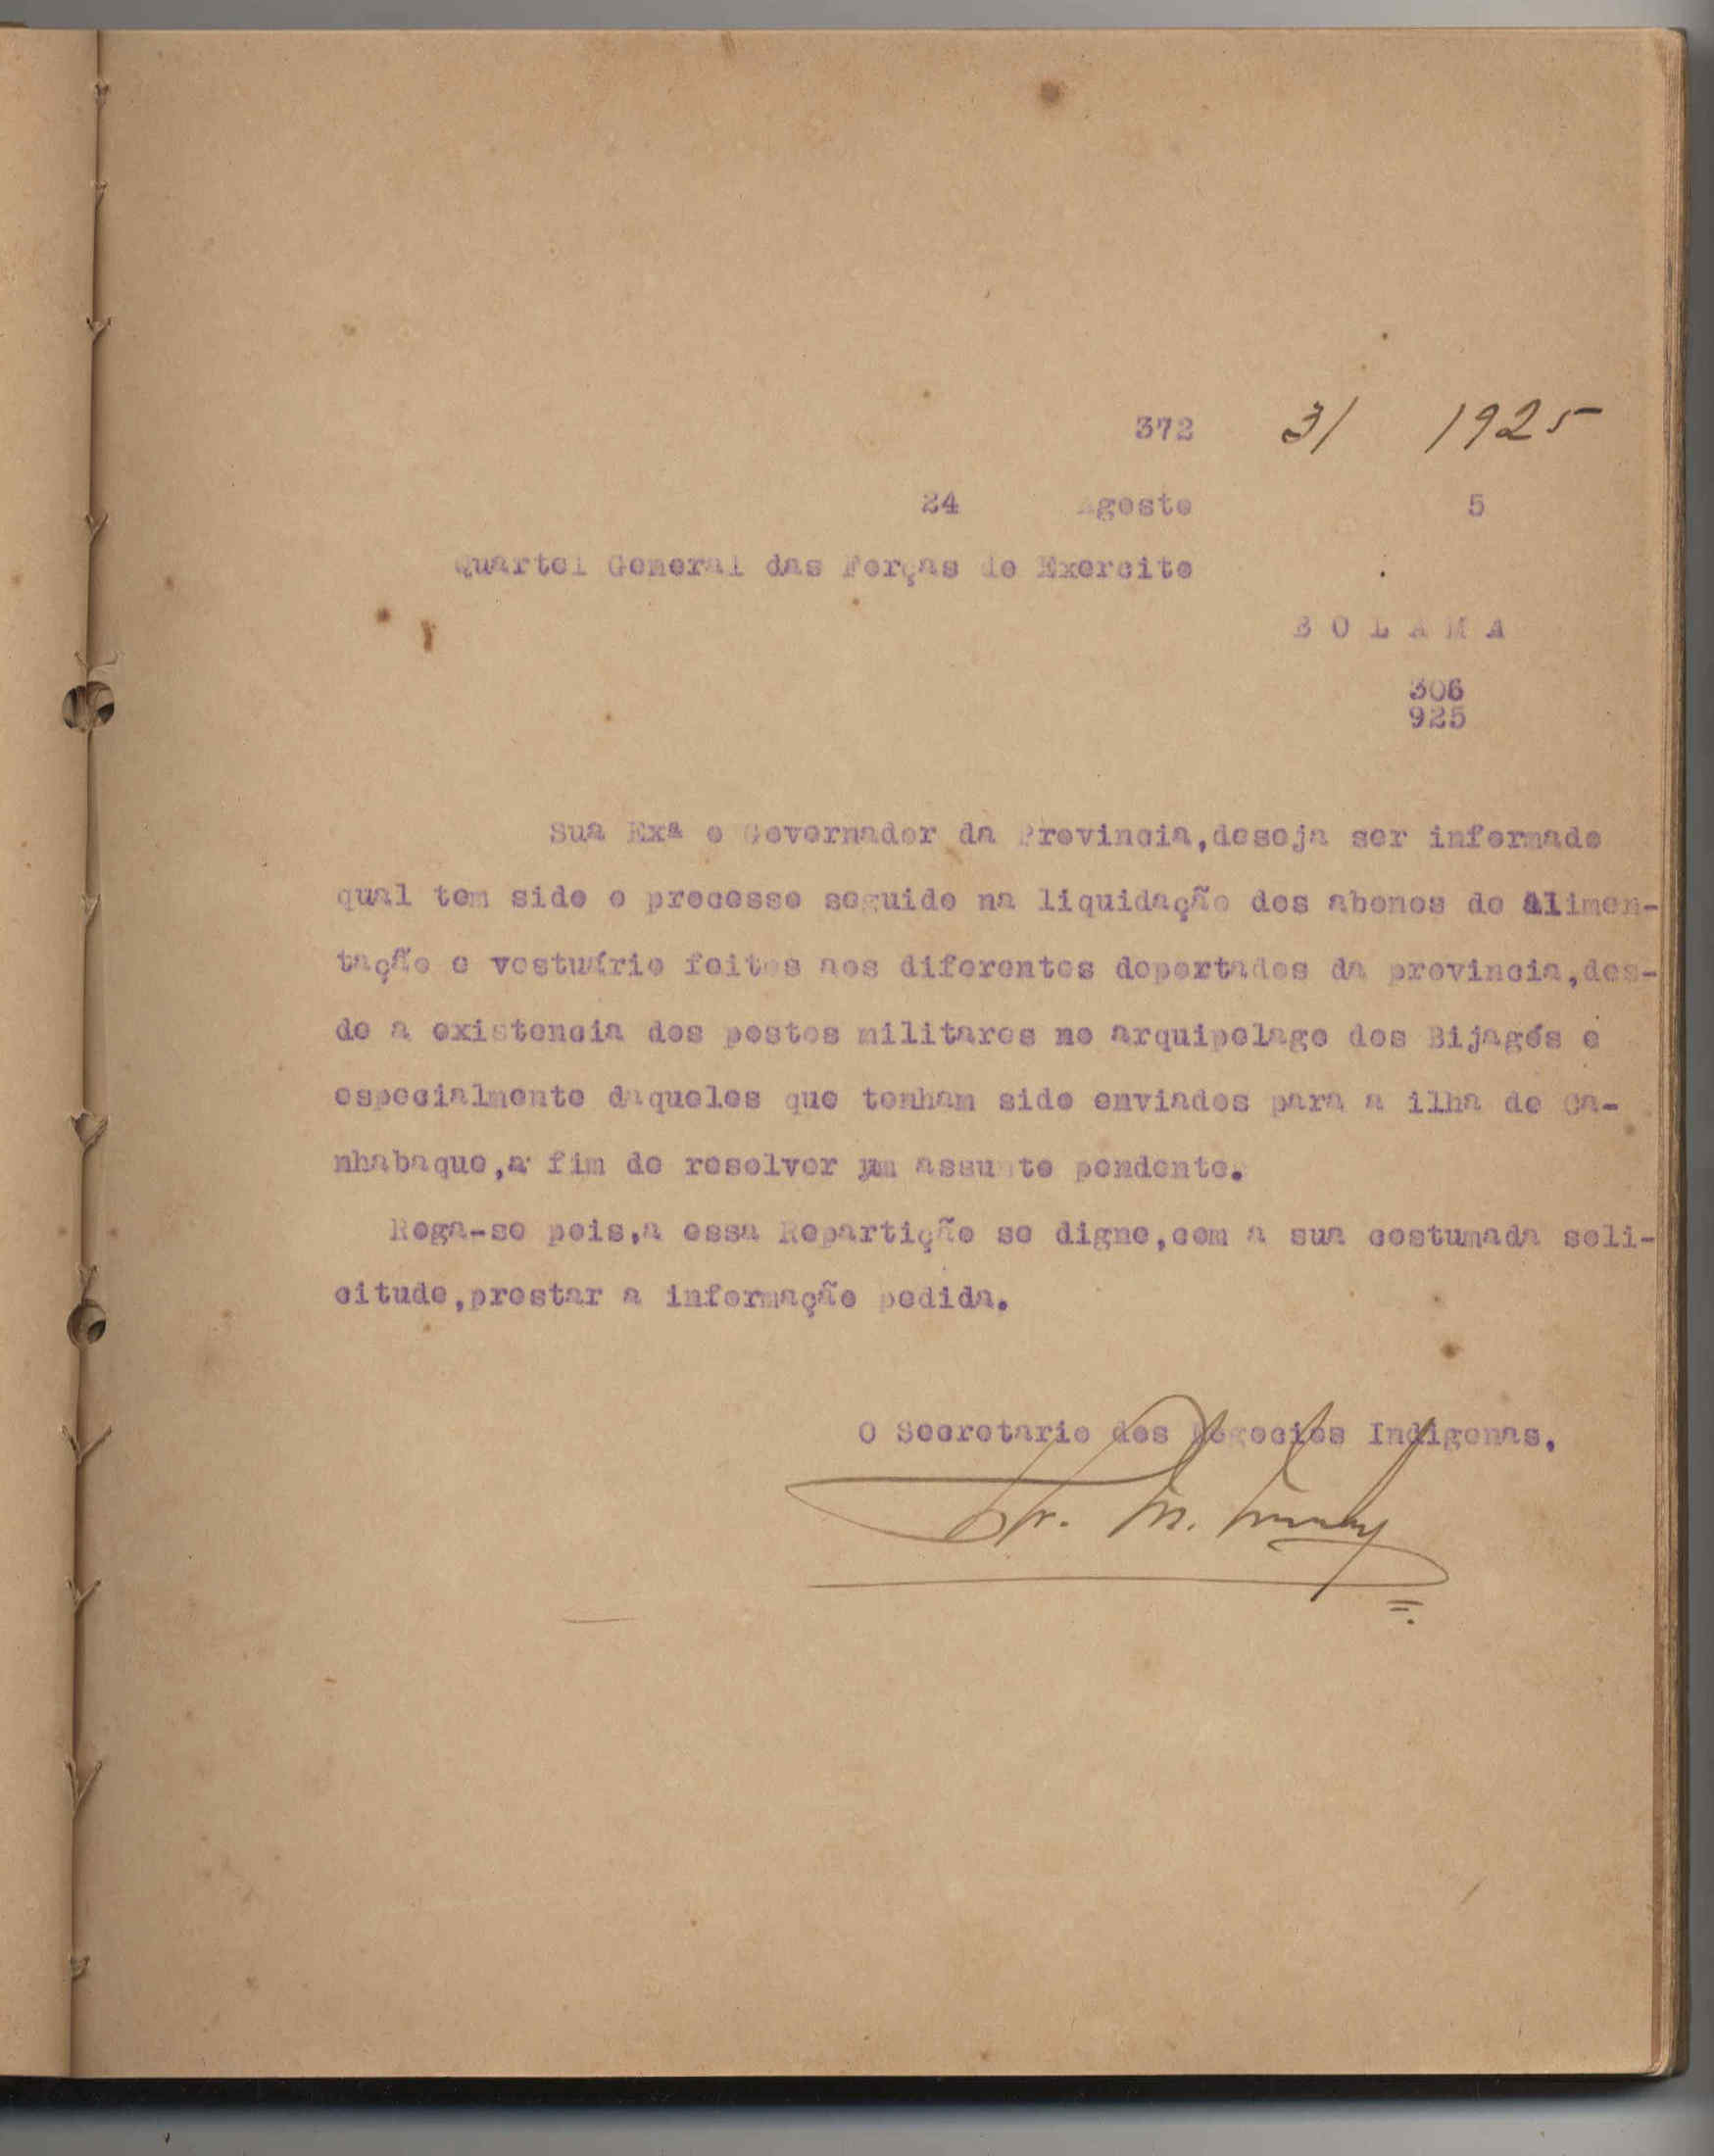 372 31 1925
24 Agosto 5
Quartel General das Forças do Exercito
BOLAMA
306
925
Sua Exª o Governador da Provincia,deseja ser informado
qual tem sido o processo seguido na liquidação dos abonos de Alimen-
tação e vestuário feitos aos diferentes deportados da provincia,des-
de a existencia dos postos militares no arquipelago dos Bijagós e
especialmente daqueles que tenham sido enviados para a ilha de Ca-
nhabaque,a fim de resolver um assunto pendente.
Roga-se pois,a essa Repartição se digne,com a sua costumada soli-
citude,prestar a informação pedida.
O Secretario dos Negocios Indigenas,